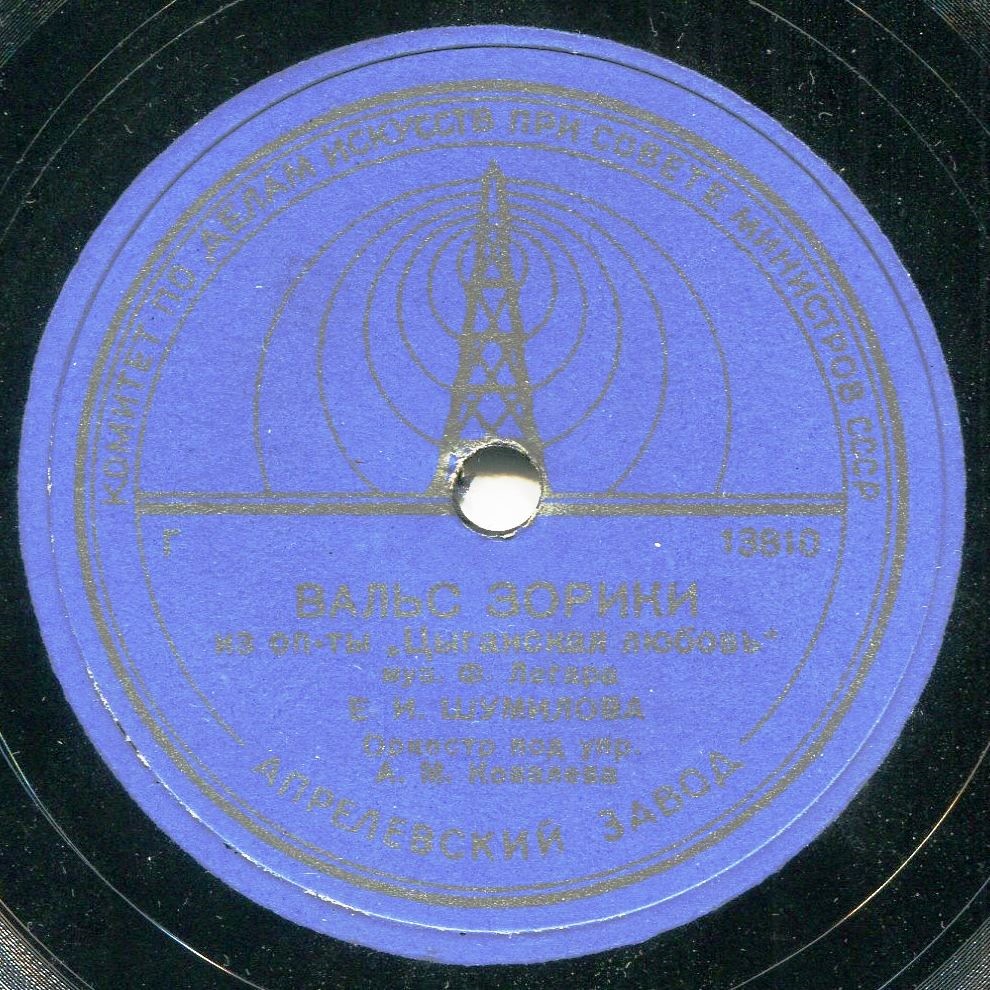 КОМИТЕТ ПО ДЕЛАМ ИСКУССТВ ПРИ СОВЕТЕ МИНИСТРОВ СССР
Г 13910
ВАЛЬС ЗОРИКИ
из оп-ты „Цыганская любовь“
муз. Ф. Легара
Е. И. ШУМИЛОВА
Оркестр под упр.
А. М. Ковалева
АПРЕЛЕВСКИЙ ЗАВОД